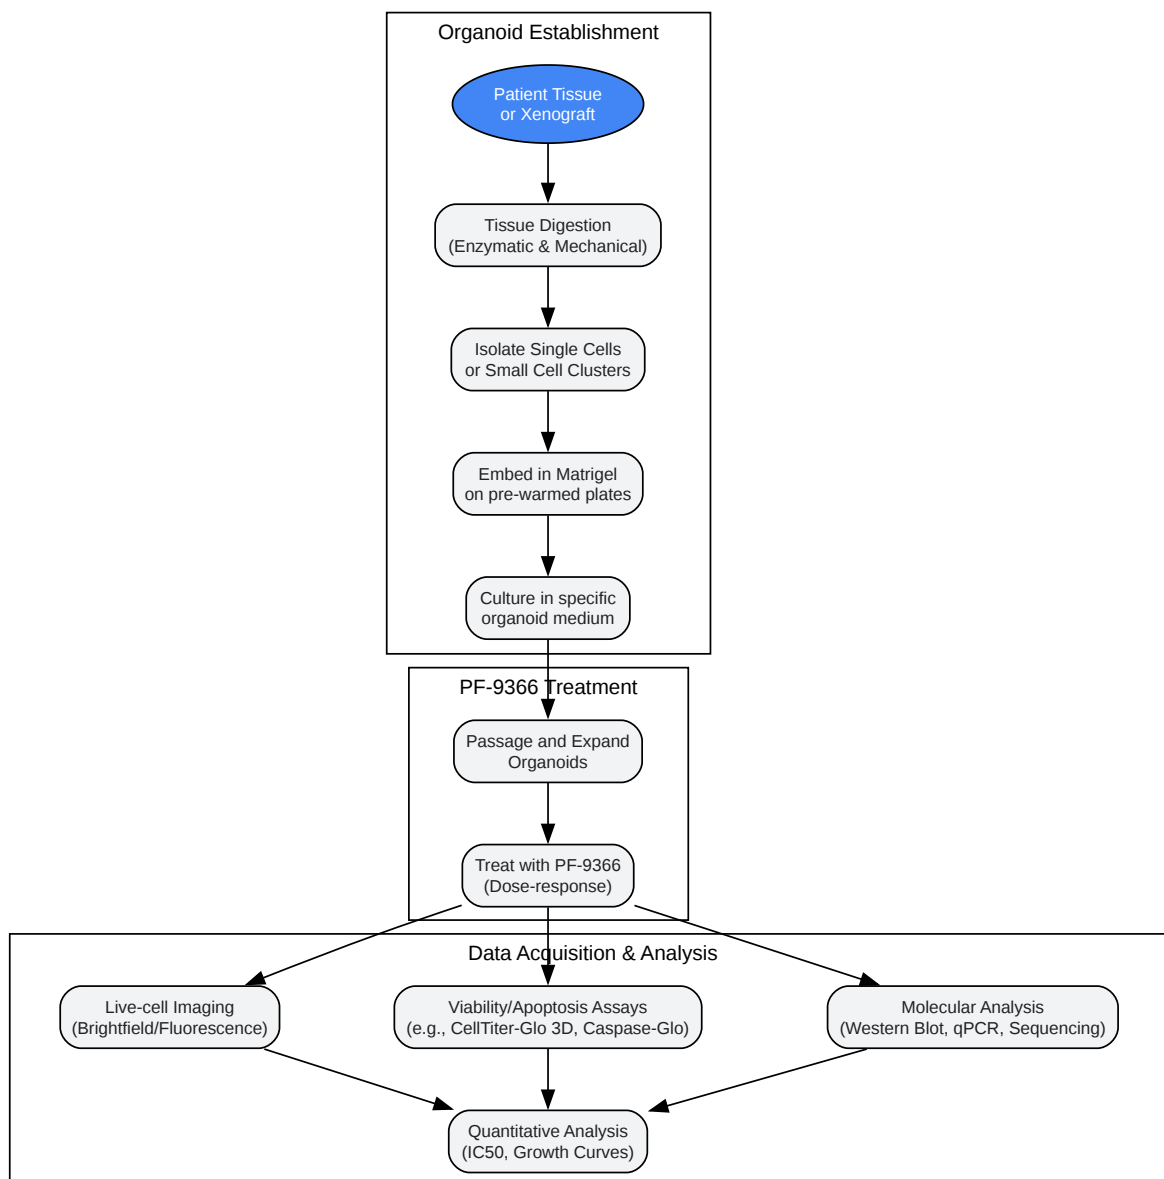 Organoid Establishment
Patient Tissue
or Xenograft
Tissue Digestion
(Enzymatic & Mechanical)
Isolate Single Cells
or Small Cell Clusters
Embed in Matrigel
on pre-warmed plates
Culture in specific
organoid medium
PF-9366 Treatment
Passage and Expand
Organoids
Treat with PF-9366
(Dose-response)
Data Acquisition & Analysis
Live-cell Imaging
(Brightfield/Fluorescence)
Viability/Apoptosis Assays
(e.g., CellTiter-Glo 3D, Caspase-Glo)
Molecular Analysis
(Western Blot, qPCR, Sequencing)
Quantitative Analysis
(IC50, Growth Curves)